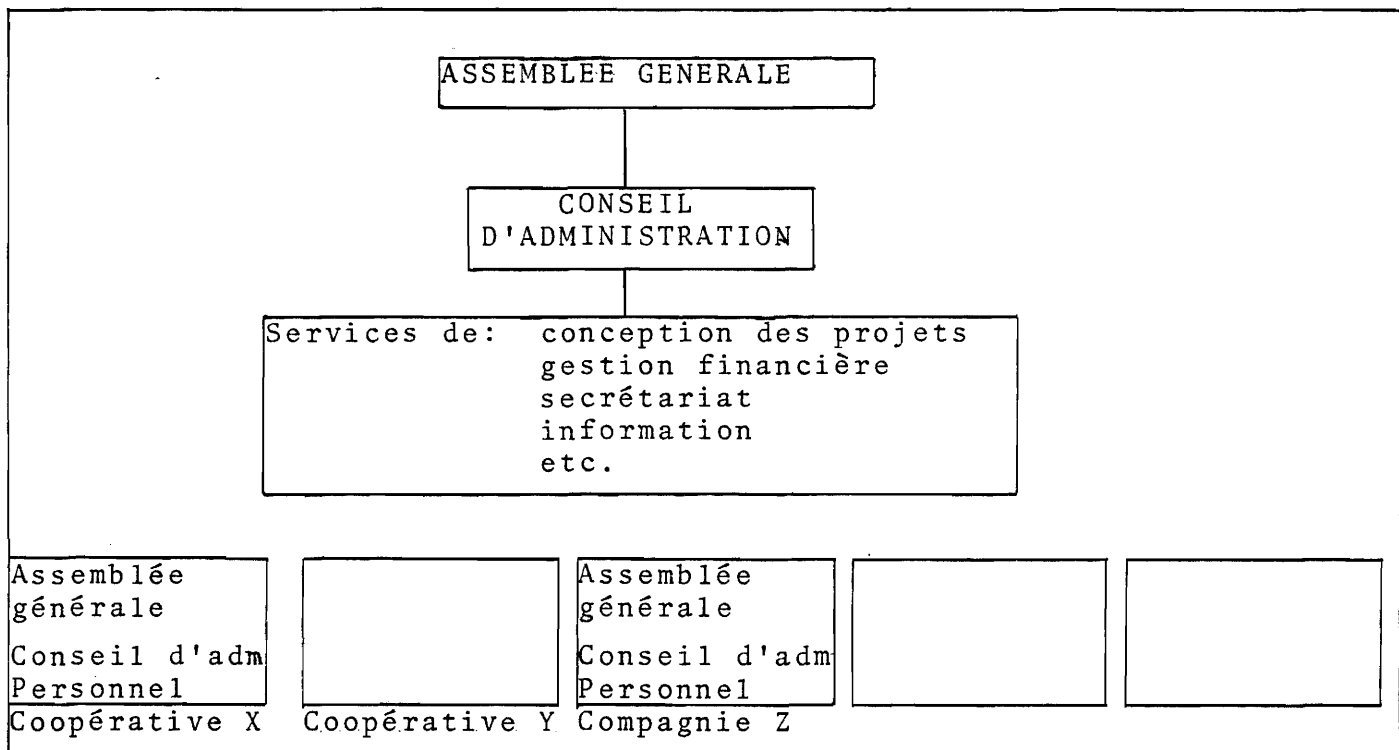 ASSEMBLEE GENERALE
CONSEIL
D'ADMINISTRATION
Services de: conception des projets
gestion financière
secrétariat
information
etc.
Assemblée
générale
Conseil d'adm
Personnel
Coopérative X
Coopérative Y
Assemblée
générale
Conseil d'adm
Personnel
Compagnie Z